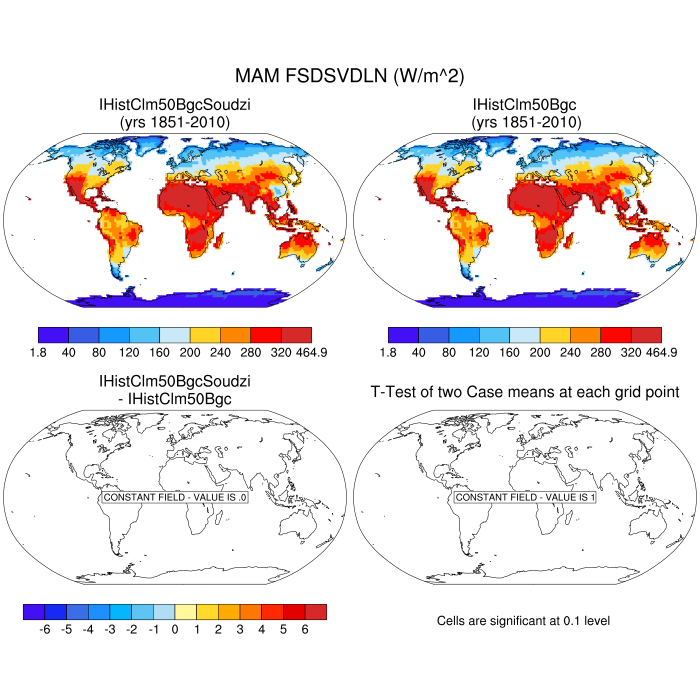 MAM FSDSVDLN (W/m^2)
IHistClm50BgcSoudzi
(yrs 1851-2010)
IHistClm50Bgc
(yrs 1851-2010)
1.8 40 80 120 160 200 240 280 320 464.9
1.8 40 80 120 160 200 240 280 320 464.9
IHistClm50BgcSoudzi
- IHistClm50Bgc
T-Test of two Case means at each grid point
CONSTANT FIELD - VALUE IS .0
CONSTANT FIELD - VALUE IS 1
-6 -5 -4 -3 -2 -1 0 1 2 3 4 5 6
Cells are significant at 0.1 level